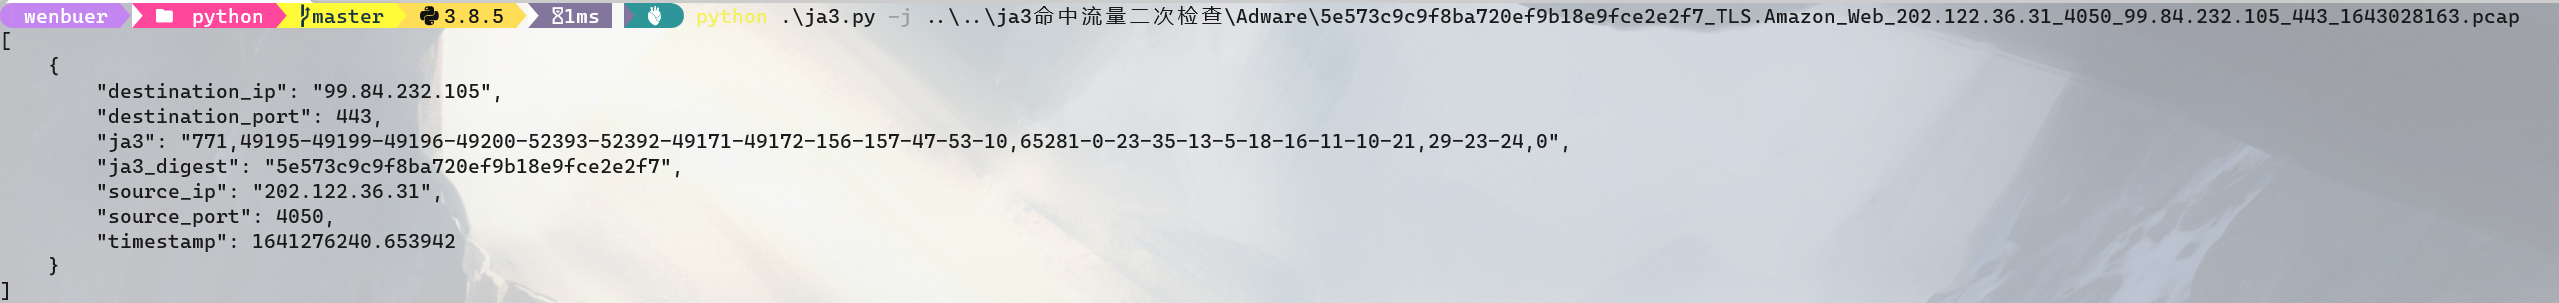 wenbuer python master 3.8.5 1ms python .\ja3.py -j ..\..\ja3命中流量二次检查\Adware\5e573c9c9f8ba720ef9b18e9fce2e2f7_TLS.Amazon_Web_202.122.36.31_4050_99.84.232.105_443_1643028163.pcap
[
    {
        "destination_ip": "99.84.232.105",
        "destination_port": 443,
        "ja3": "771,49195-49199-49196-49200-52393-52392-49171-49172-156-157-47-53-10,65281-0-23-35-13-5-18-16-11-10-21,29-23-24,0",
        "ja3_digest": "5e573c9c9f8ba720ef9b18e9fce2e2f7",
        "source_ip": "202.122.36.31",
        "source_port": 4050,
        "timestamp": 1641276240.653942
    }
]